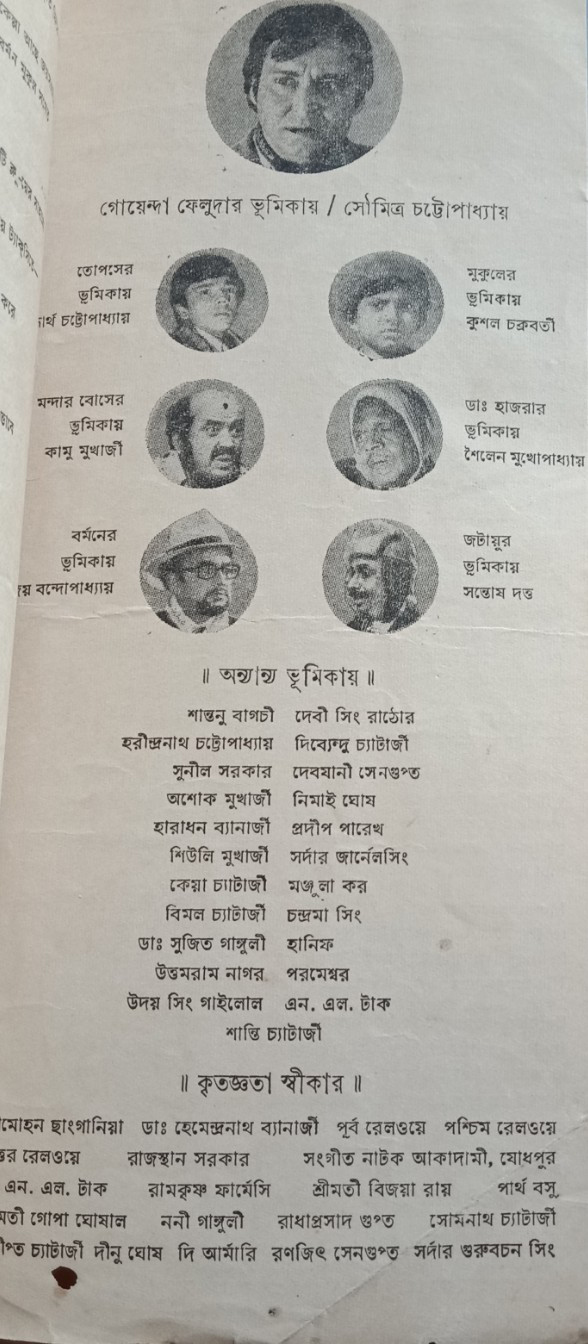 গোয়েন্দা ফেলুদার ভূমিকায় / সৌমিত্র চট্টোপাধ্যায়
তোপসের
ভূমিকায়
চট্টোপাধ্যায়
মুকুলের
ভূমিকায়
কুশল চক্রবর্তী
মন্দার বোসের
ভূমিকায়
কামু মুখার্জী
ডাঃ হাজরার
ভূমিকায়
শৈলেন মুখোপাধ্যায়
বর্মনের
ভূমিকায়
বন্দোপাধ্যায়
জটায়ুর
ভূমিকায়
সন্তোষ দত্ত
॥ অন্যান্য ভূমিকায় ॥
শান্তনু বাগচী দেবী সিং রাঠোর
হরীন্দ্রনাথ চট্টোপাধ্যায় দিব্যেন্দু চ্যাটার্জী
সুনীল সরকার দেবযানী সেনগুপ্ত
অশোক মুখার্জী নিমাই ঘোষ
হারাধন ব্যানার্জী প্রদীপ পারেখ
শিউলি মুখার্জী সর্দার জার্নেলসিং
কেয়া চ্যাটার্জী মঞ্জুলা কর
বিমল চ্যাটার্জী চন্দ্রমা সিং
ডাঃ সুজিত গাঙ্গুলী হানিফ
উত্তমরাম নাগর পরমেশ্বর
উদয় সিং গাইলোল এন. এল. টাক
শান্তি চ্যাটার্জী
॥ কৃতজ্ঞতা স্বীকার ॥
ছাংগানিয়া ডাঃ হেমেন্দ্রনাথ ব্যানার্জী পূর্ব রেলওয়ে পশ্চিম রেলওয়ে
রেলওয়ে রাজস্থান সরকার সংগীত নাটক আকাদামী, যোধপুর
এন. এল. টাক রামকৃষ্ণ ফার্মেসি শ্রীমতী বিজয়া রায় পার্থ বসু
গোপা ঘোষাল ননী গাঙ্গুলী রাধাপ্রসাদ গুপ্ত সোমনাথ চ্যাটার্জী
চ্যাটার্জী দীনু ঘোষ দি আর্মারি রণজিৎ সেনগুপ্ত সর্দার গুরুবচন সিং